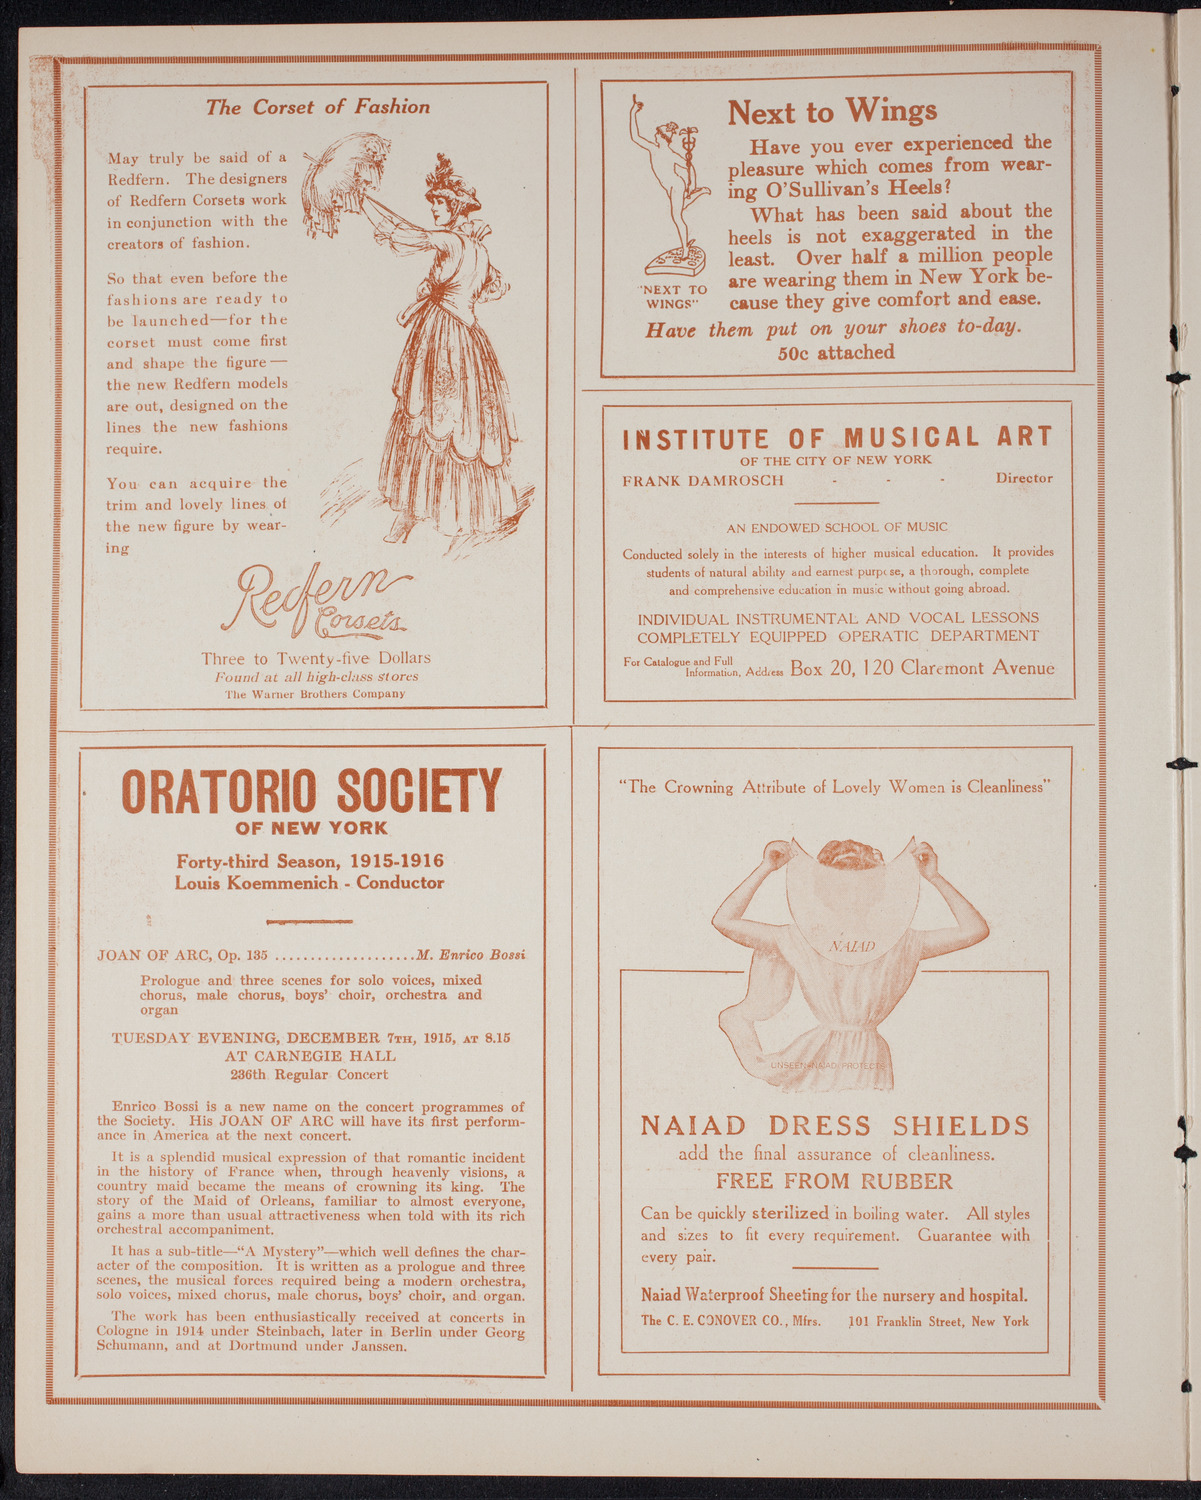 The Corset of Fashion
May truly be said of a
Redfern. The designers
of Redfern Corsets work
in conjunction with the
creators of fashion.
So that even before the
fashions are ready to
be launched—for the
corset must come first
and shape the figure—
the new Redfern models
are out, designed on the
lines the new fashions
require.
You can acquire the
trim and lovely lines of
the new figure by wear-
ing
Redfern
Corsets
Three to Twenty-five Dollars
Found at all high-class stores
The Warner Brothers Company
Next to Wings
Have you ever experienced the
pleasure which comes from wear-
ing O'Sullivan's Heels?
What has been said about the
heels is not exaggerated in the
least. Over half a million people
are wearing them in New York be-
cause they give comfort and ease.
"NEXT TO
WINGS"
Have them put on your shoes to-day.
50c attached
INSTITUTE OF MUSICAL ART
OF THE CITY OF NEW YORK
FRANK DAMROSCH - - - Director
AN ENDOWED SCHOOL OF MUSIC
Conducted solely in the interests of higher musical education. It provides
students of natural ability and earnest purpose, a thorough, complete
and comprehensive education in music without going abroad.
INDIVIDUAL INSTRUMENTAL AND VOCAL LESSONS
COMPLETELY EQUIPPED OPERATIC DEPARTMENT
For Catalogue and Full
Information, Address Box 20, 120 Claremont Avenue
ORATORIO SOCIETY
OF NEW YORK
Forty-third Season, 1915-1916
Louis Koemmenich - Conductor
JOAN OF ARC, Op. 135 ....................M. Enrico Bossi
Prologue and three scenes for solo voices, mixed
chorus, male chorus, boys' choir, orchestra and
organ
TUESDAY EVENING, DECEMBER 7TH, 1915, AT 8.15
AT CARNEGIE HALL
236th Regular Concert
Enrico Bossi is a new name on the concert programmes of
the Society. His JOAN OF ARC will have its first perform-
ance in America at the next concert.
It is a splendid musical expression of that romantic incident
in the history of France when, through heavenly visions, a
country maid became the means of crowning its king. The
story of the Maid of Orleans, familiar to almost everyone,
gains a more than usual attractiveness when told with its rich
orchestral accompaniment.
It has a sub-title—"A Mystery"—which well defines the char-
acter of the composition. It is written as a prologue and three
scenes, the musical forces required being a modern orchestra,
solo voices, mixed chorus, male chorus, boys' choir, and organ.
The work has been enthusiastically received at concerts in
Cologne in 1914 under Steinbach, later in Berlin under Georg
Schumann, and at Dortmund under Janssen.
"The Crowning Attribute of Lovely Women is Cleanliness"
NAIAD
UNSEEN-NAIAD PROTECTS
NAIAD DRESS SHIELDS
add the final assurance of cleanliness.
FREE FROM RUBBER
Can be quickly sterilized in boiling water. All styles
and sizes to fit every requirement. Guarantee with
every pair.
Naiad Waterproof Sheeting for the nursery and hospital.
The C. E. CONOVER CO., Mfrs. 101 Franklin Street, New York